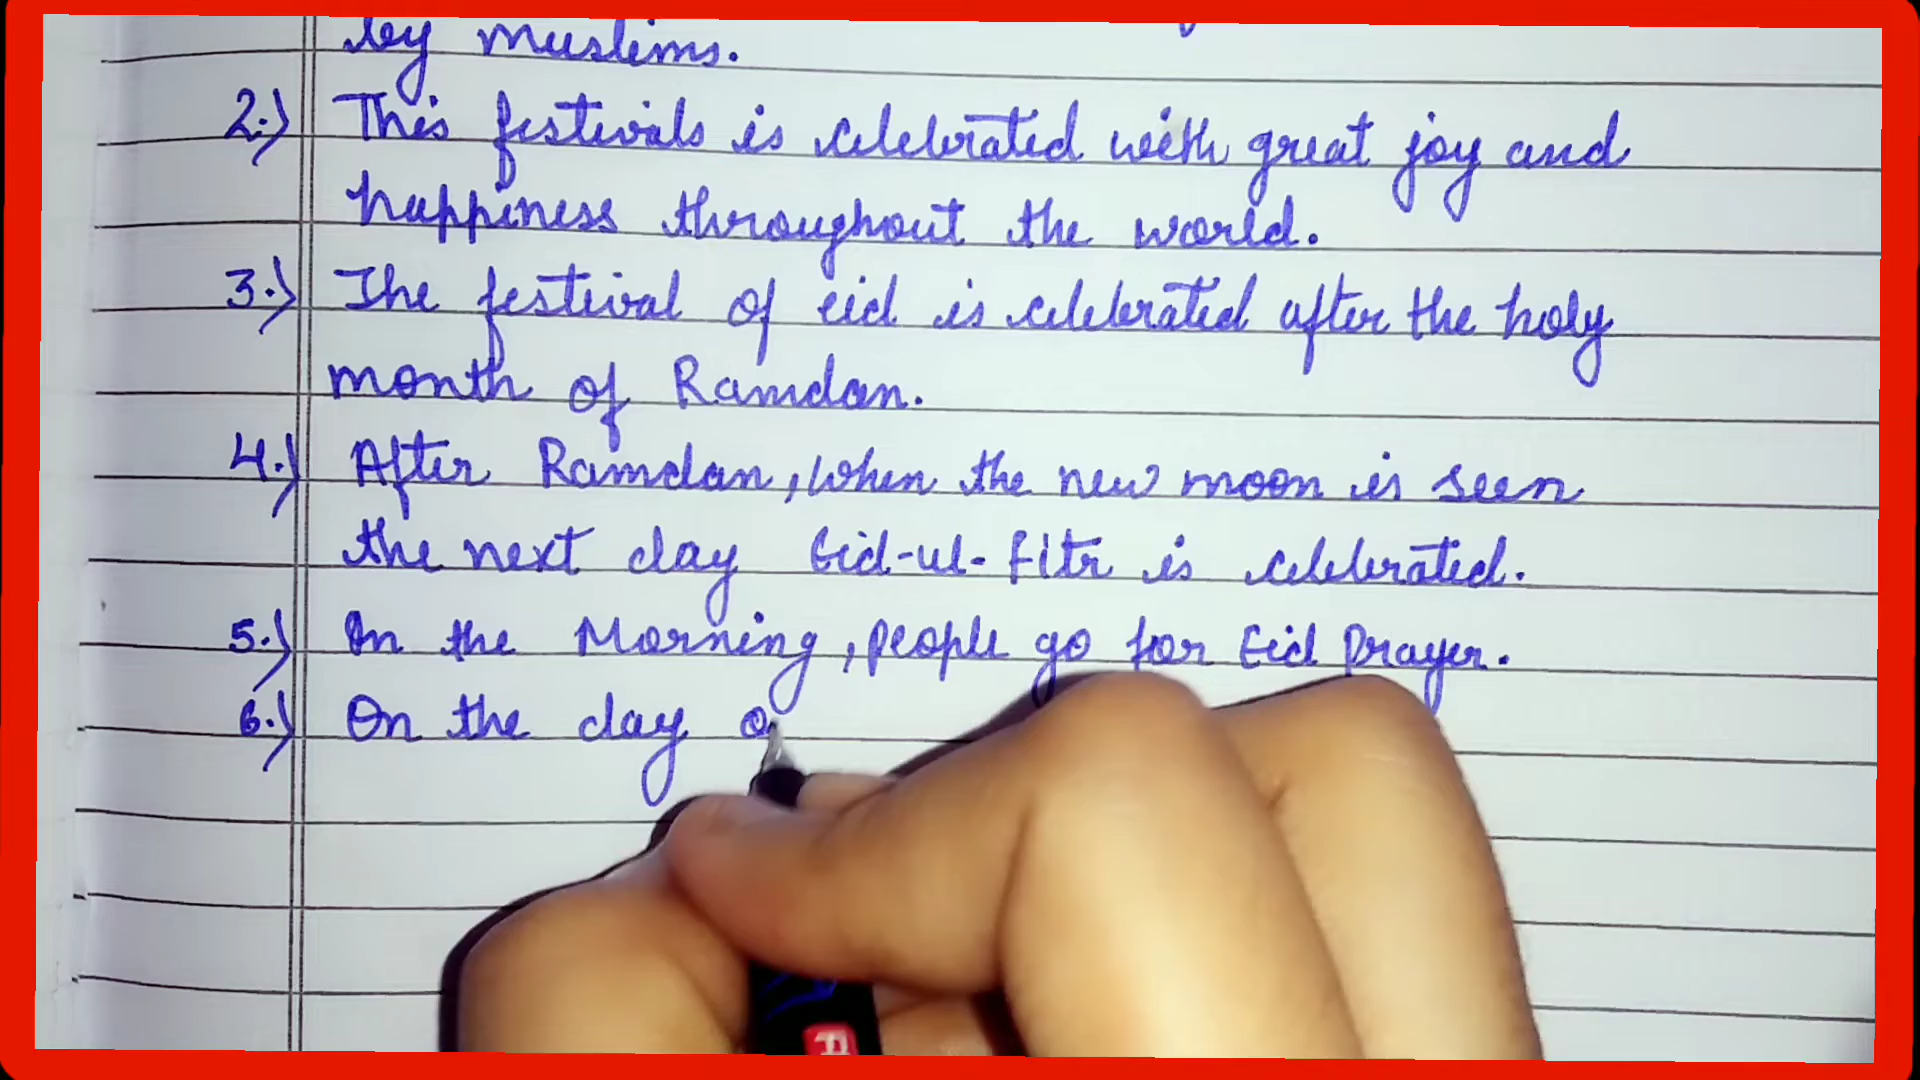 by muslims.
2.) This festivals is celebrated with great joy and
happiness throughout the world.
3.) The festival of eid is celebrated after the holy
month of Ramdan.
4.) After Ramdan, when the new moon is seen
the next day Eid-ul-fitr is celebrated.
5.) In the Morning, people go for Eid Prayer.
6.) On the day o